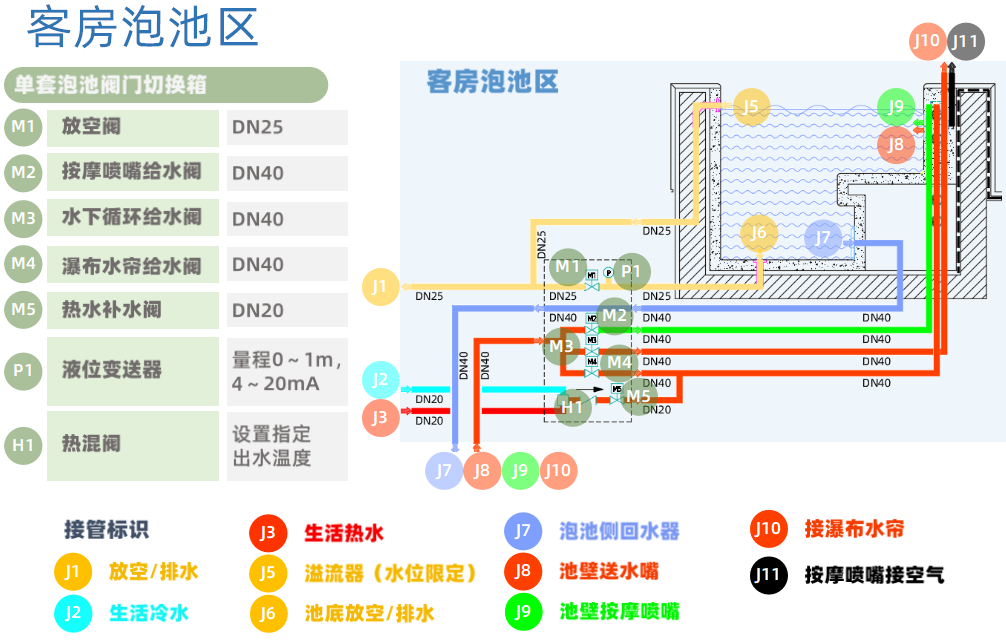 客房泡池区
单套泡池阀门切换箱
M1 放空阀 DN25
M2 按摩喷嘴给水阀 DN40
M3 水下循环给水阀 DN40
M4 瀑布水帘给水阀 DN40
M5 热水补水阀 DN20
P1 液位变送器 量程0～1m,
4～20mA
H1 热混阀 设置指定
出水温度
客房泡池区
J10 J11
J5 J9
J8
J6 J7
DN25
DN25
M1 M1 P P1
J1
DN25 DN25 DN25
DN40 M2 M2 DN40 DN40
M3 M3 DN40 DN40
DN40 DN40 M4 M4
J2 DN40 DN40
DN20 M5 M5
J3 H1 DN20
DN20
J7 J8 J9 J10
接管标识
J1 放空/排水
J2 生活冷水
J3 生活热水
J5 溢流器（水位限定）
J6 池底放空/排水
J7 泡池侧回水器
J8 池壁送水嘴
J9 池壁按摩喷嘴
J10 接瀑布水帘
J11 按摩喷嘴接空气